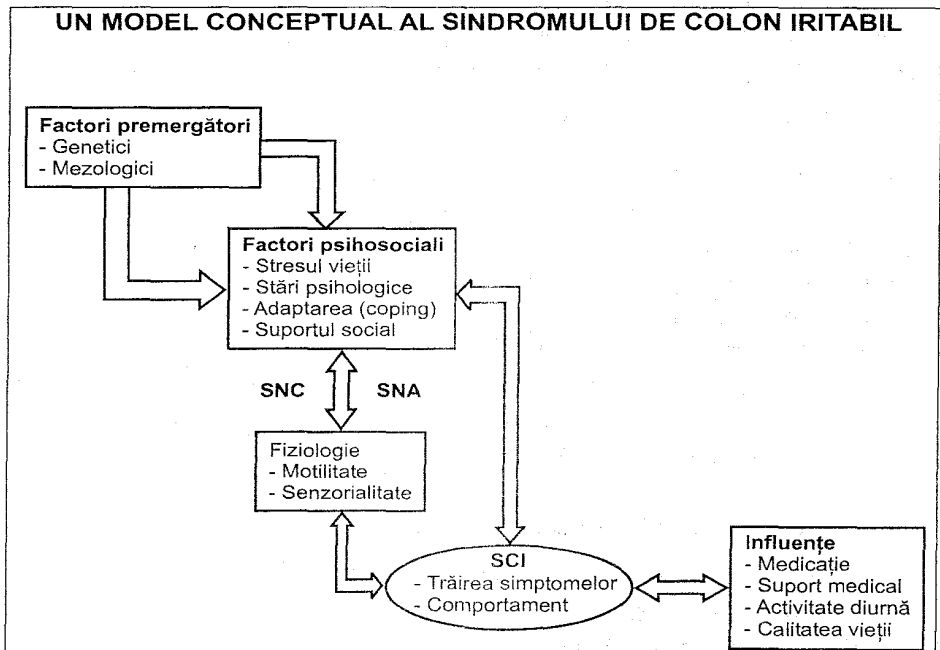 UN MODEL CONCEPTUAL AL SINDROMULUI DE COLON IRITABIL
Factori premergători
- Genetici
- Mezologici
Factori psihosociali
- Stresul vieții
- Stări psihologice
- Adaptarea (coping)
- Suportul social
SNC SNA
Fiziologie
- Motilitate
- Senzorialitate
SCI
- Trăirea simptomelor
- Comportament
Influențe
- Medicație
- Suport medical
- Activitate diurnă
- Calitatea vieții